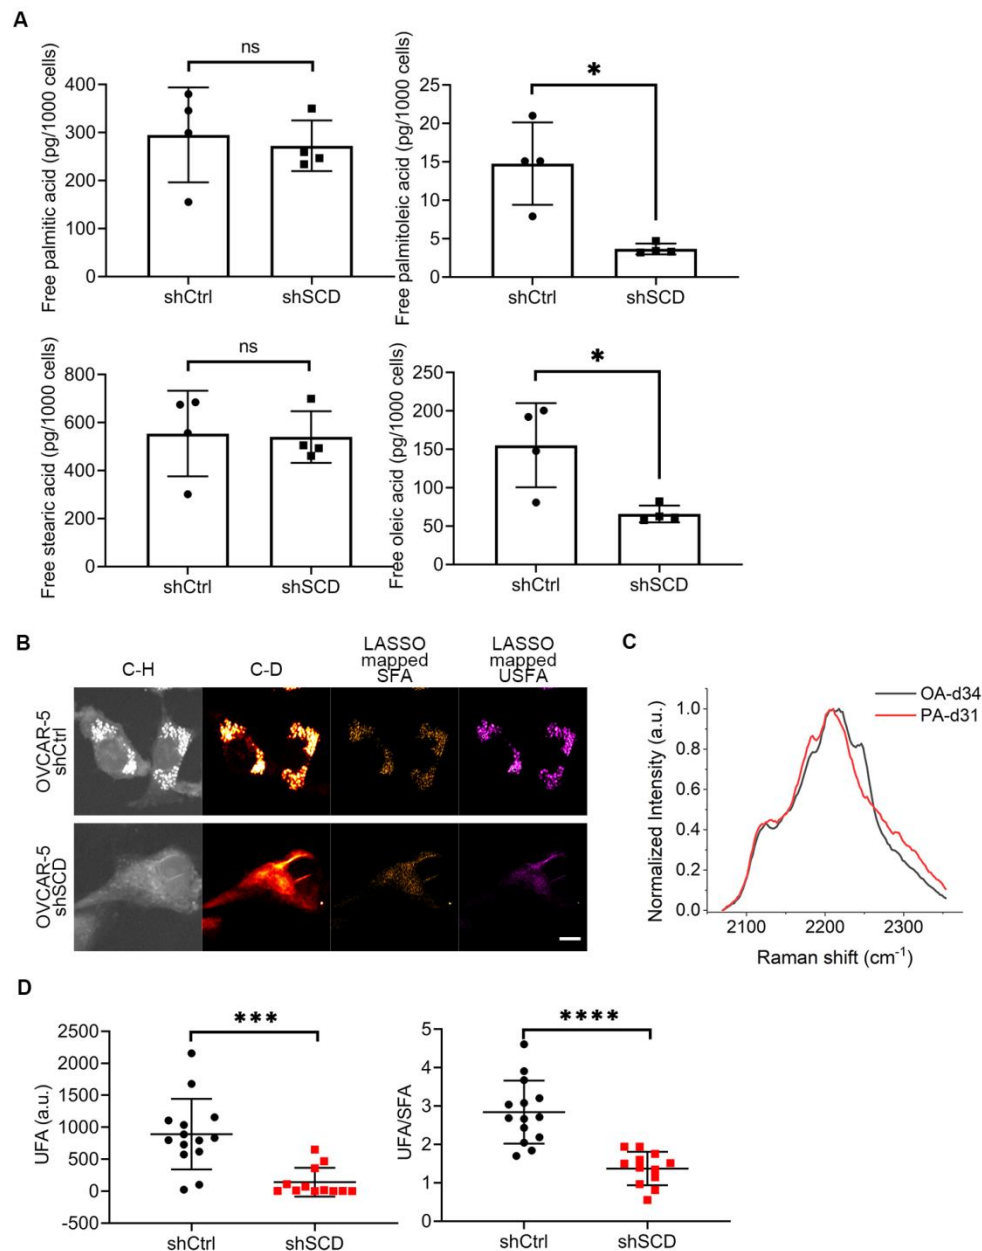 A
Free palmitic acid (pg/1000 cells)
400
300
200
100
0
ns
shCtrl
shSCD
Free palmitoleic acid (pg/1000 cells)
25
20
15
10
5
0
*
shCtrl
shSCD
Free stearic acid (pg/1000 cells)
800
600
400
200
0
ns
shCtrl
shSCD
Free oleic acid (pg/1000 cells)
250
200
150
100
50
0
*
shCtrl
shSCD
B
C-H
C-D
LASSO
mapped
SFA
LASSO
mapped
USFA
OVCAR-5
shCtrl
OVCAR-5
shSCD
C
Normalized Intensity (a.u.)
1.0
0.8
0.6
0.4
0.2
0.0
OA-d34
PA-d31
2100 2200 2300
Raman shift (cm⁻¹)
D
UFA (a.u.)
2500
2000
1500
1000
500
0
-500
***
shCtrl
shSCD
UFA/SFA
5
4
3
2
1
0
****
shCtrl
shSCD